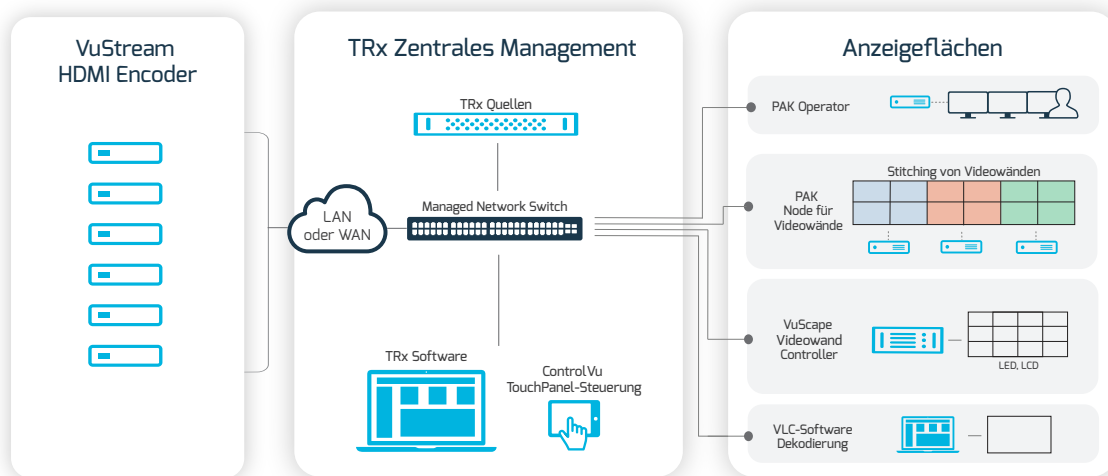 VuStream
HDMI Encoder
TRx Zentrales Management
TRx Quellen
LAN
oder WAN
Managed Network Switch
TRx Software
ControlVu
TouchPanel-Steuerung
Anzeigeflächen
PAK Operator
Stitching von Videowänden
PAK
Node für
Videowände
VuScape
Videowand
Controller
LED, LCD
VLC-Software
Dekodierung